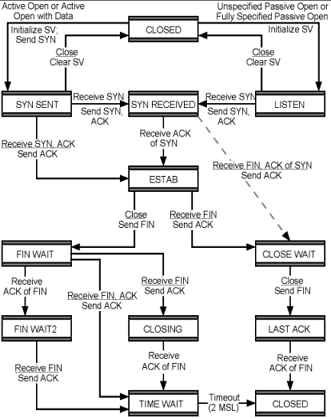 Active Open or Active
Open with Data
Unspecified Passive Open or
Fully Specified Passive Open
CLOSED
Initialize SV,
Send SYN
Initialize SV
Close
Clear SV
Close
Clear SV
SYN SENT
Receive SYN
Send SYN,
ACK
SYN RECEIVED
Receive SYN
Send SYN,
ACK
LISTEN
Receive SYN, ACK
Send ACK
Receive ACK
of SYN
Receive FIN, ACK of SYN
Send ACK
ESTAB
Close
Send FIN
Receive FIN
Send ACK
FIN WAIT
CLOSE WAIT
Receive
ACK of FIN
Receive FIN, ACK
Send ACK
Receive FIN
Send ACK
Close
Send FIN
FIN WAIT2
CLOSING
LAST ACK
Receive FIN
Send ACK
Receive
ACK of FIN
Receive
ACK of FIN
TIME WAIT
Timeout
(2 MSL)
CLOSED